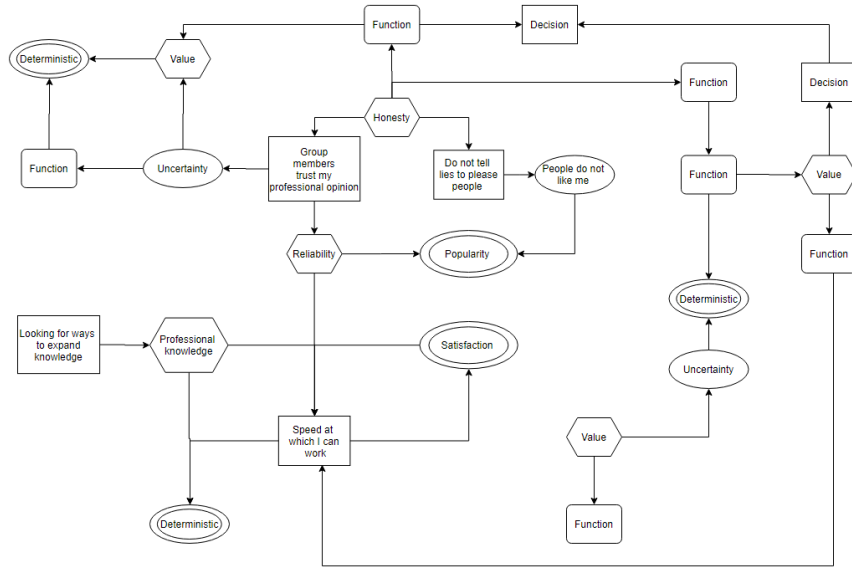 Function
Decision
Deterministic
Value
Function
Decision
Honesty
Group
members
trust my
professional opinion
Do not tell
lies to please
people
People do not
like me
Function
Uncertainty
Function
Value
Reliability
Popularity
Function
Deterministic
Looking for ways
to expand
knowledge
Professional
knowledge
Satisfaction
Uncertainty
Speed at
which I can
work
Value
Deterministic
Function